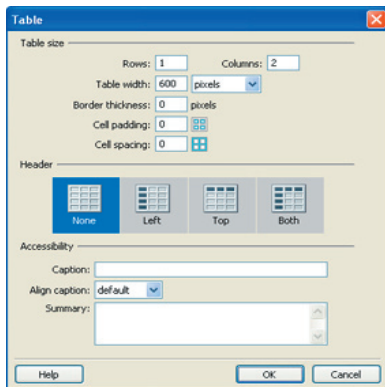 Table
Table size
Rows: 1 Columns: 2
Table width: 600 pixels
Border thickness: 0 pixels
Cell padding: 0
Cell spacing: 0
Header
None Left Top Both
Accessibility
Caption:
Align caption: default
Summary:
Help OK Cancel